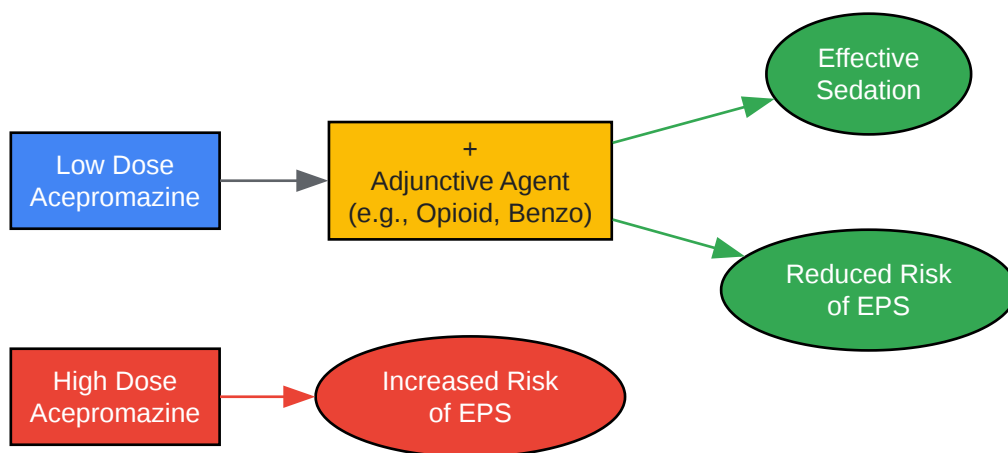 Effective
Sedation
Low Dose
Acepromazine
+
Adjunctive Agent
(e.g., Opioid, Benzo)
Reduced Risk
of EPS
High Dose
Acepromazine
Increased Risk
of EPS